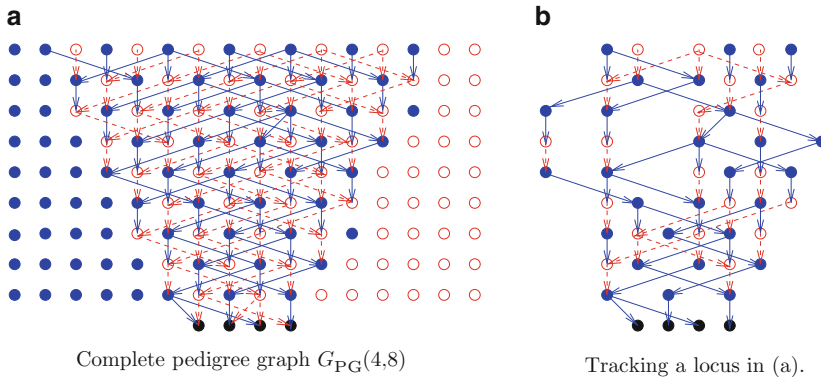 a
b
Complete pedigree graph G_PG(4,8)
Tracking a locus in (a).